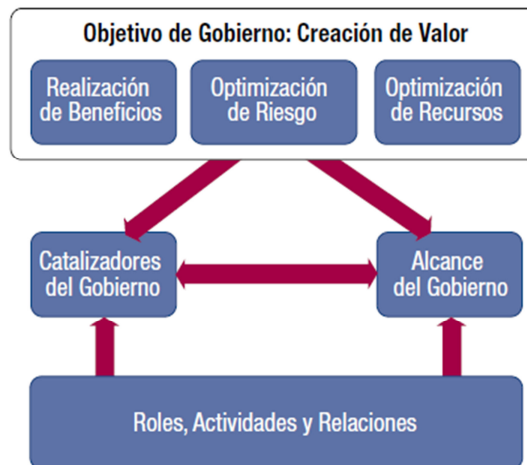 Objetivo de Gobierno: Creación de Valor
Realización
de Beneficios
Optimización
de Riesgo
Optimización
de Recursos
Catalizadores
del Gobierno
Alcance
del Gobierno
Roles, Actividades y Relaciones